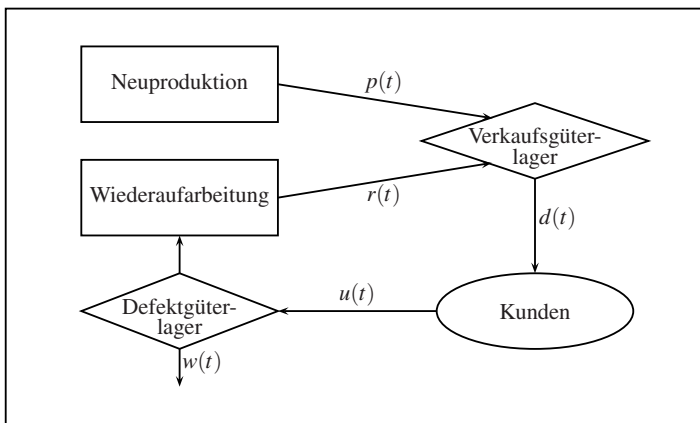 Neuproduktion
p(t)
Verkaufsgüter-
lager
Wiederaufarbeitung
r(t)
d(t)
Defektgüter-
lager
u(t)
Kunden
w(t)